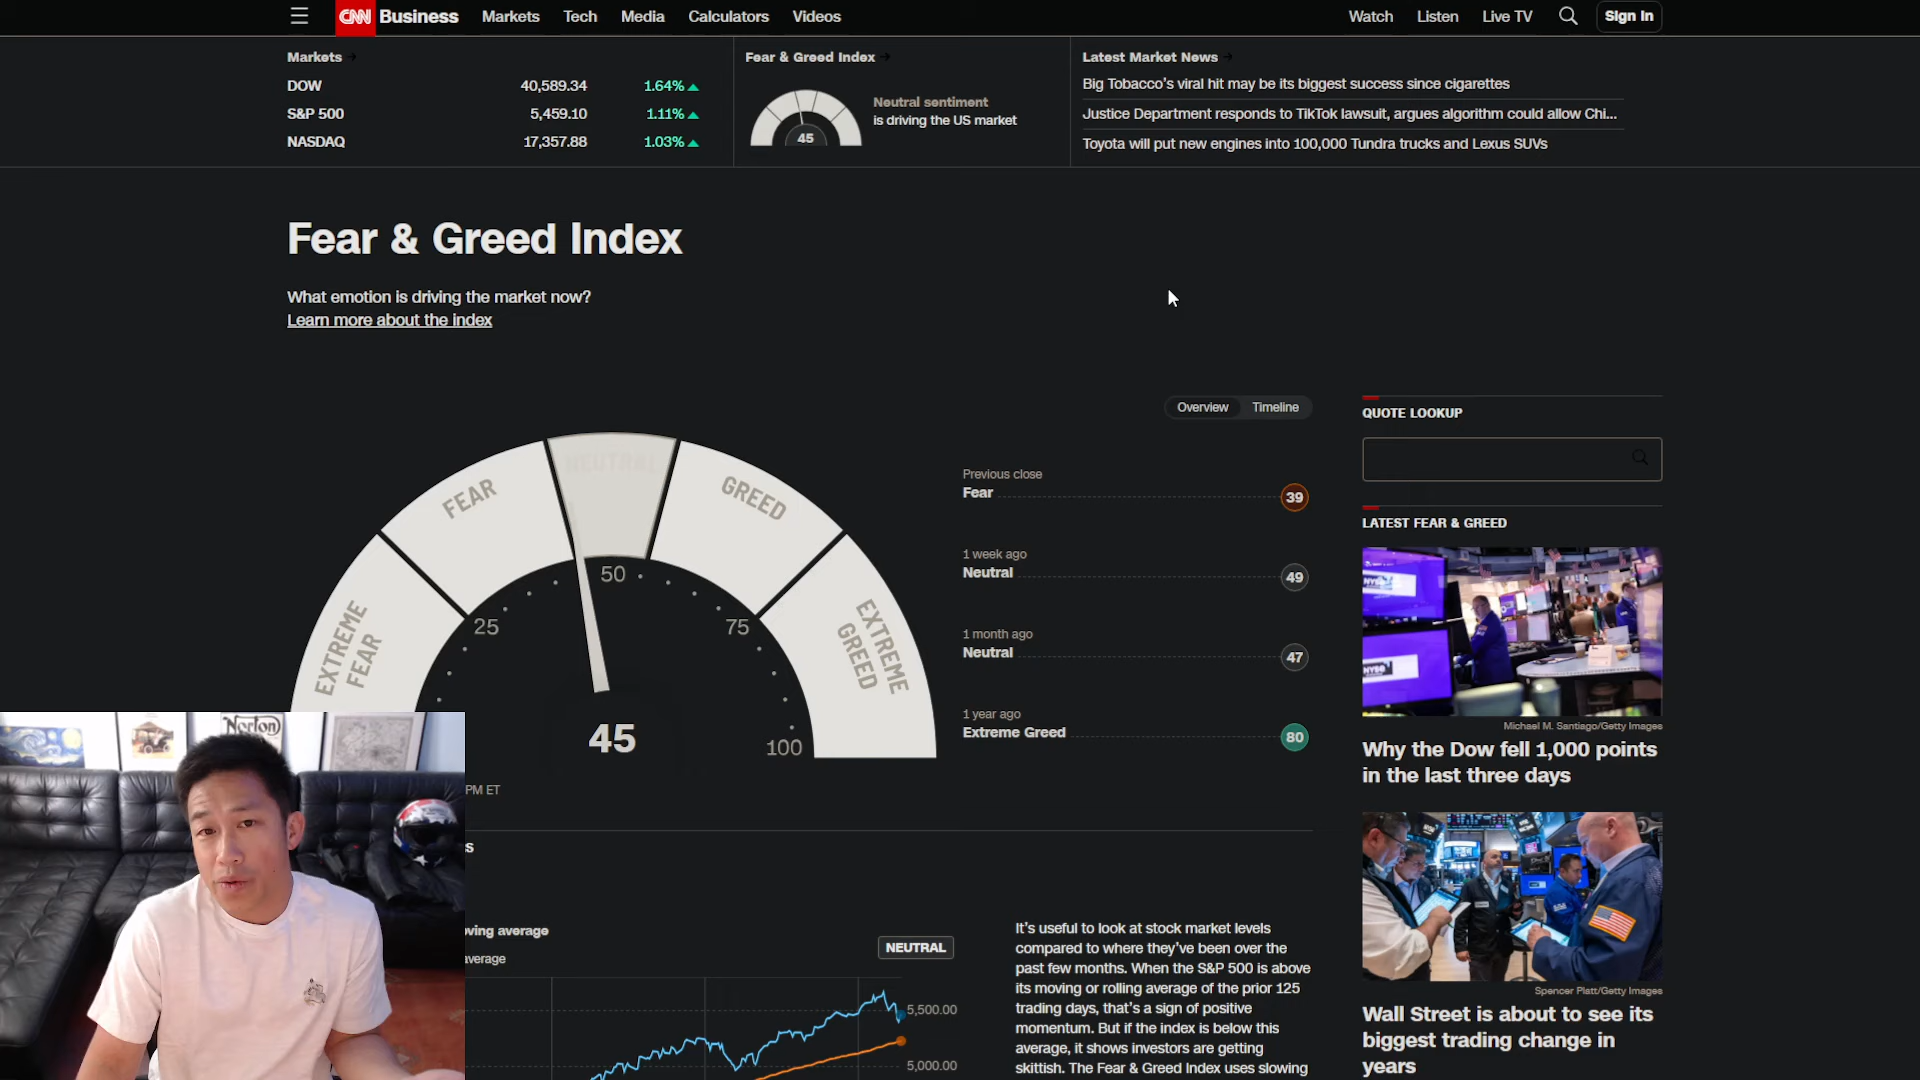 CNN Business Markets Tech Media Calculators Videos Watch Listen Live TV Sign in
Markets
DOW 40,589.34 1.64%
S&P 500 5,459.10 1.11%
NASDAQ 17,357.88 1.03%
Fear & Greed Index
45
Neutral sentiment
is driving the US market
Latest Market News
Big Tobacco's viral hit may be its biggest success since cigarettes
Justice Department responds to TikTok lawsuit, argues algorithm could allow Chi...
Toyota will put new engines into 100,000 Tundra trucks and Lexus SUVs
Fear & Greed Index
What emotion is driving the market now?
Learn more about the index
Overview Timeline
EXTREME
FEAR
FEAR
NEUTRAL
GREED
EXTREME
GREED
25
50
75
100
45
PM ET
Previous close
Fear 39
1 week ago
Neutral 49
1 month ago
Neutral 47
1 year ago
Extreme Greed 80
QUOTE LOOKUP
LATEST FEAR & GREED
NYSE
NYSE
Michael M. Santiago/Getty Images
Why the Dow fell 1,000 points
in the last three days
Spencer Platt/Getty Images
Wall Street is about to see its
biggest trading change in
years
Norton
s
oving average
average
NEUTRAL
5,500.00
5,000.00
It's useful to look at stock market levels
compared to where they've been over the
past few months. When the S&P 500 is above
its moving or rolling average of the prior 125
trading days, that's a sign of positive
momentum. But if the index is below this
average, it shows investors are getting
skittish. The Fear & Greed Index uses slowing